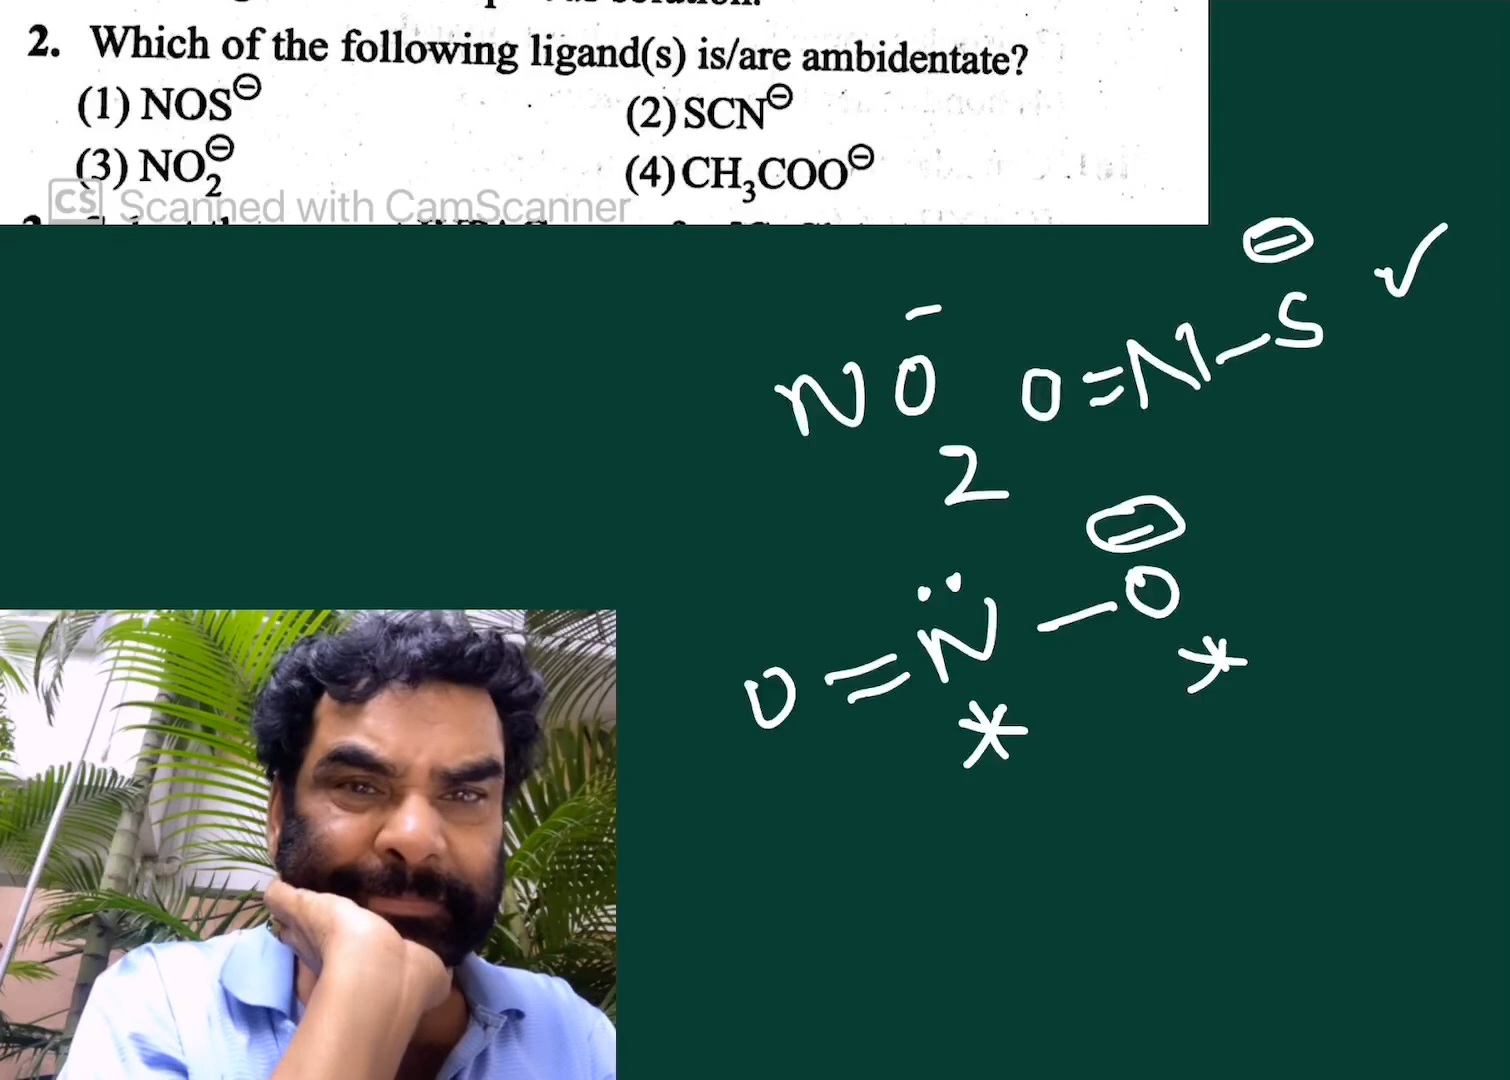 2. Which of the following ligand(s) is/are ambidentate?
(1) NOS⊖ (2) SCN⊖
(3) NO₂⊖ (4) CH₃COO⊖
CS Scanned with CamScanner
NO₂⁻ O=N–S⊖ ✓
O=N̈–O⊖
* *